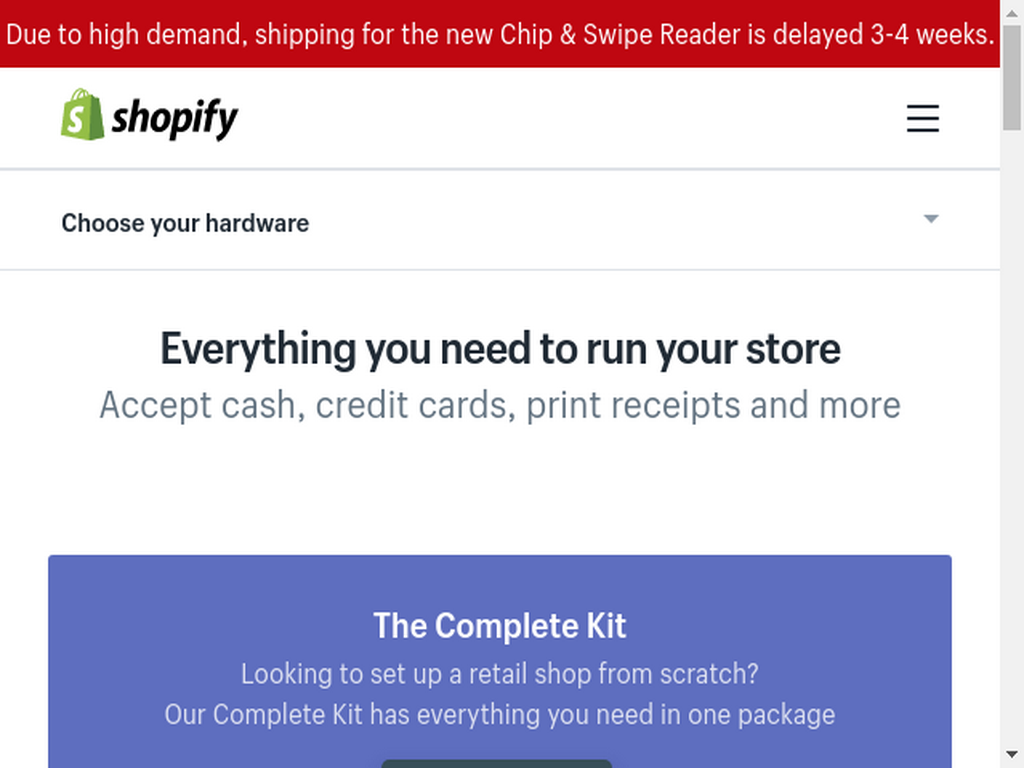 Due to high demand, shipping for the new Chip & Swipe Reader is delayed 3-4 weeks.
shopify
Choose your hardware
Everything you need to run your store
Accept cash, credit cards, print receipts and more
The Complete Kit
Looking to set up a retail shop from scratch?
Our Complete Kit has everything you need in one package